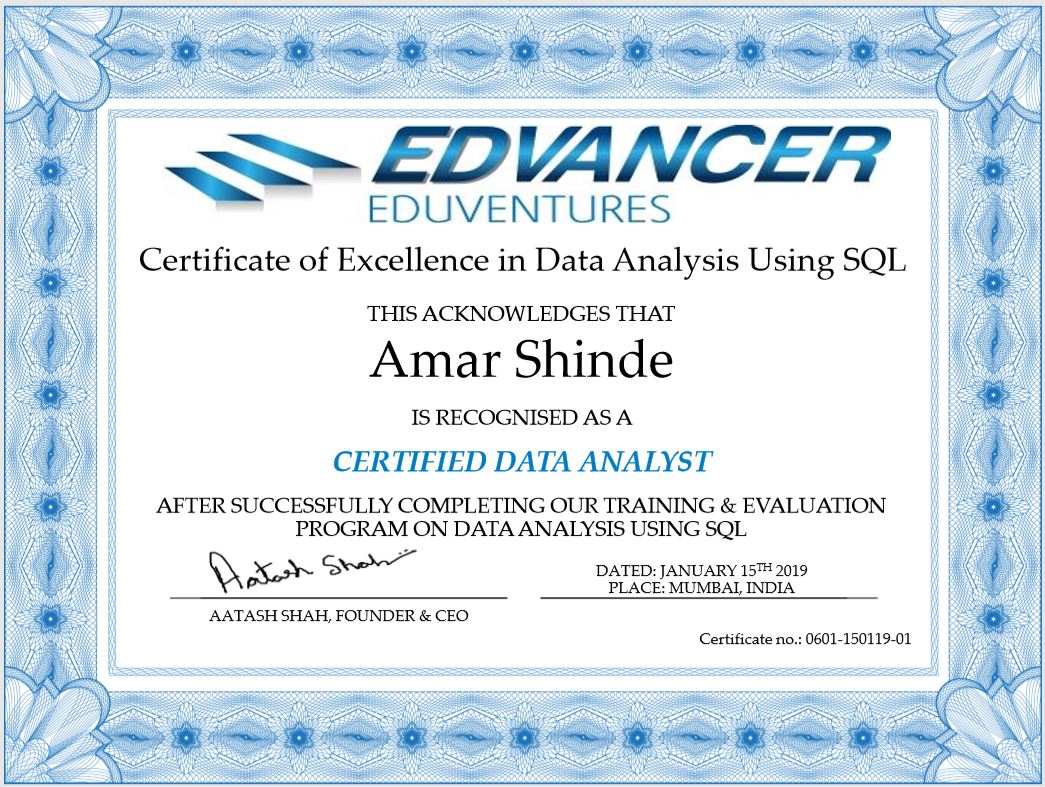 EDVANCER
EDUVENTURES
Certificate of Excellence in Data Analysis Using SQL
THIS ACKNOWLEDGES THAT
Amar Shinde
IS RECOGNISED AS A
CERTIFIED DATA ANALYST
AFTER SUCCESSFULLY COMPLETING OUR TRAINING & EVALUATION
PROGRAM ON DATA ANALYSIS USING SQL
Aatash Shah
DATED: JANUARY 15TH 2019
PLACE: MUMBAI, INDIA
AATASH SHAH, FOUNDER & CEO
Certificate no.: 0601-150119-01